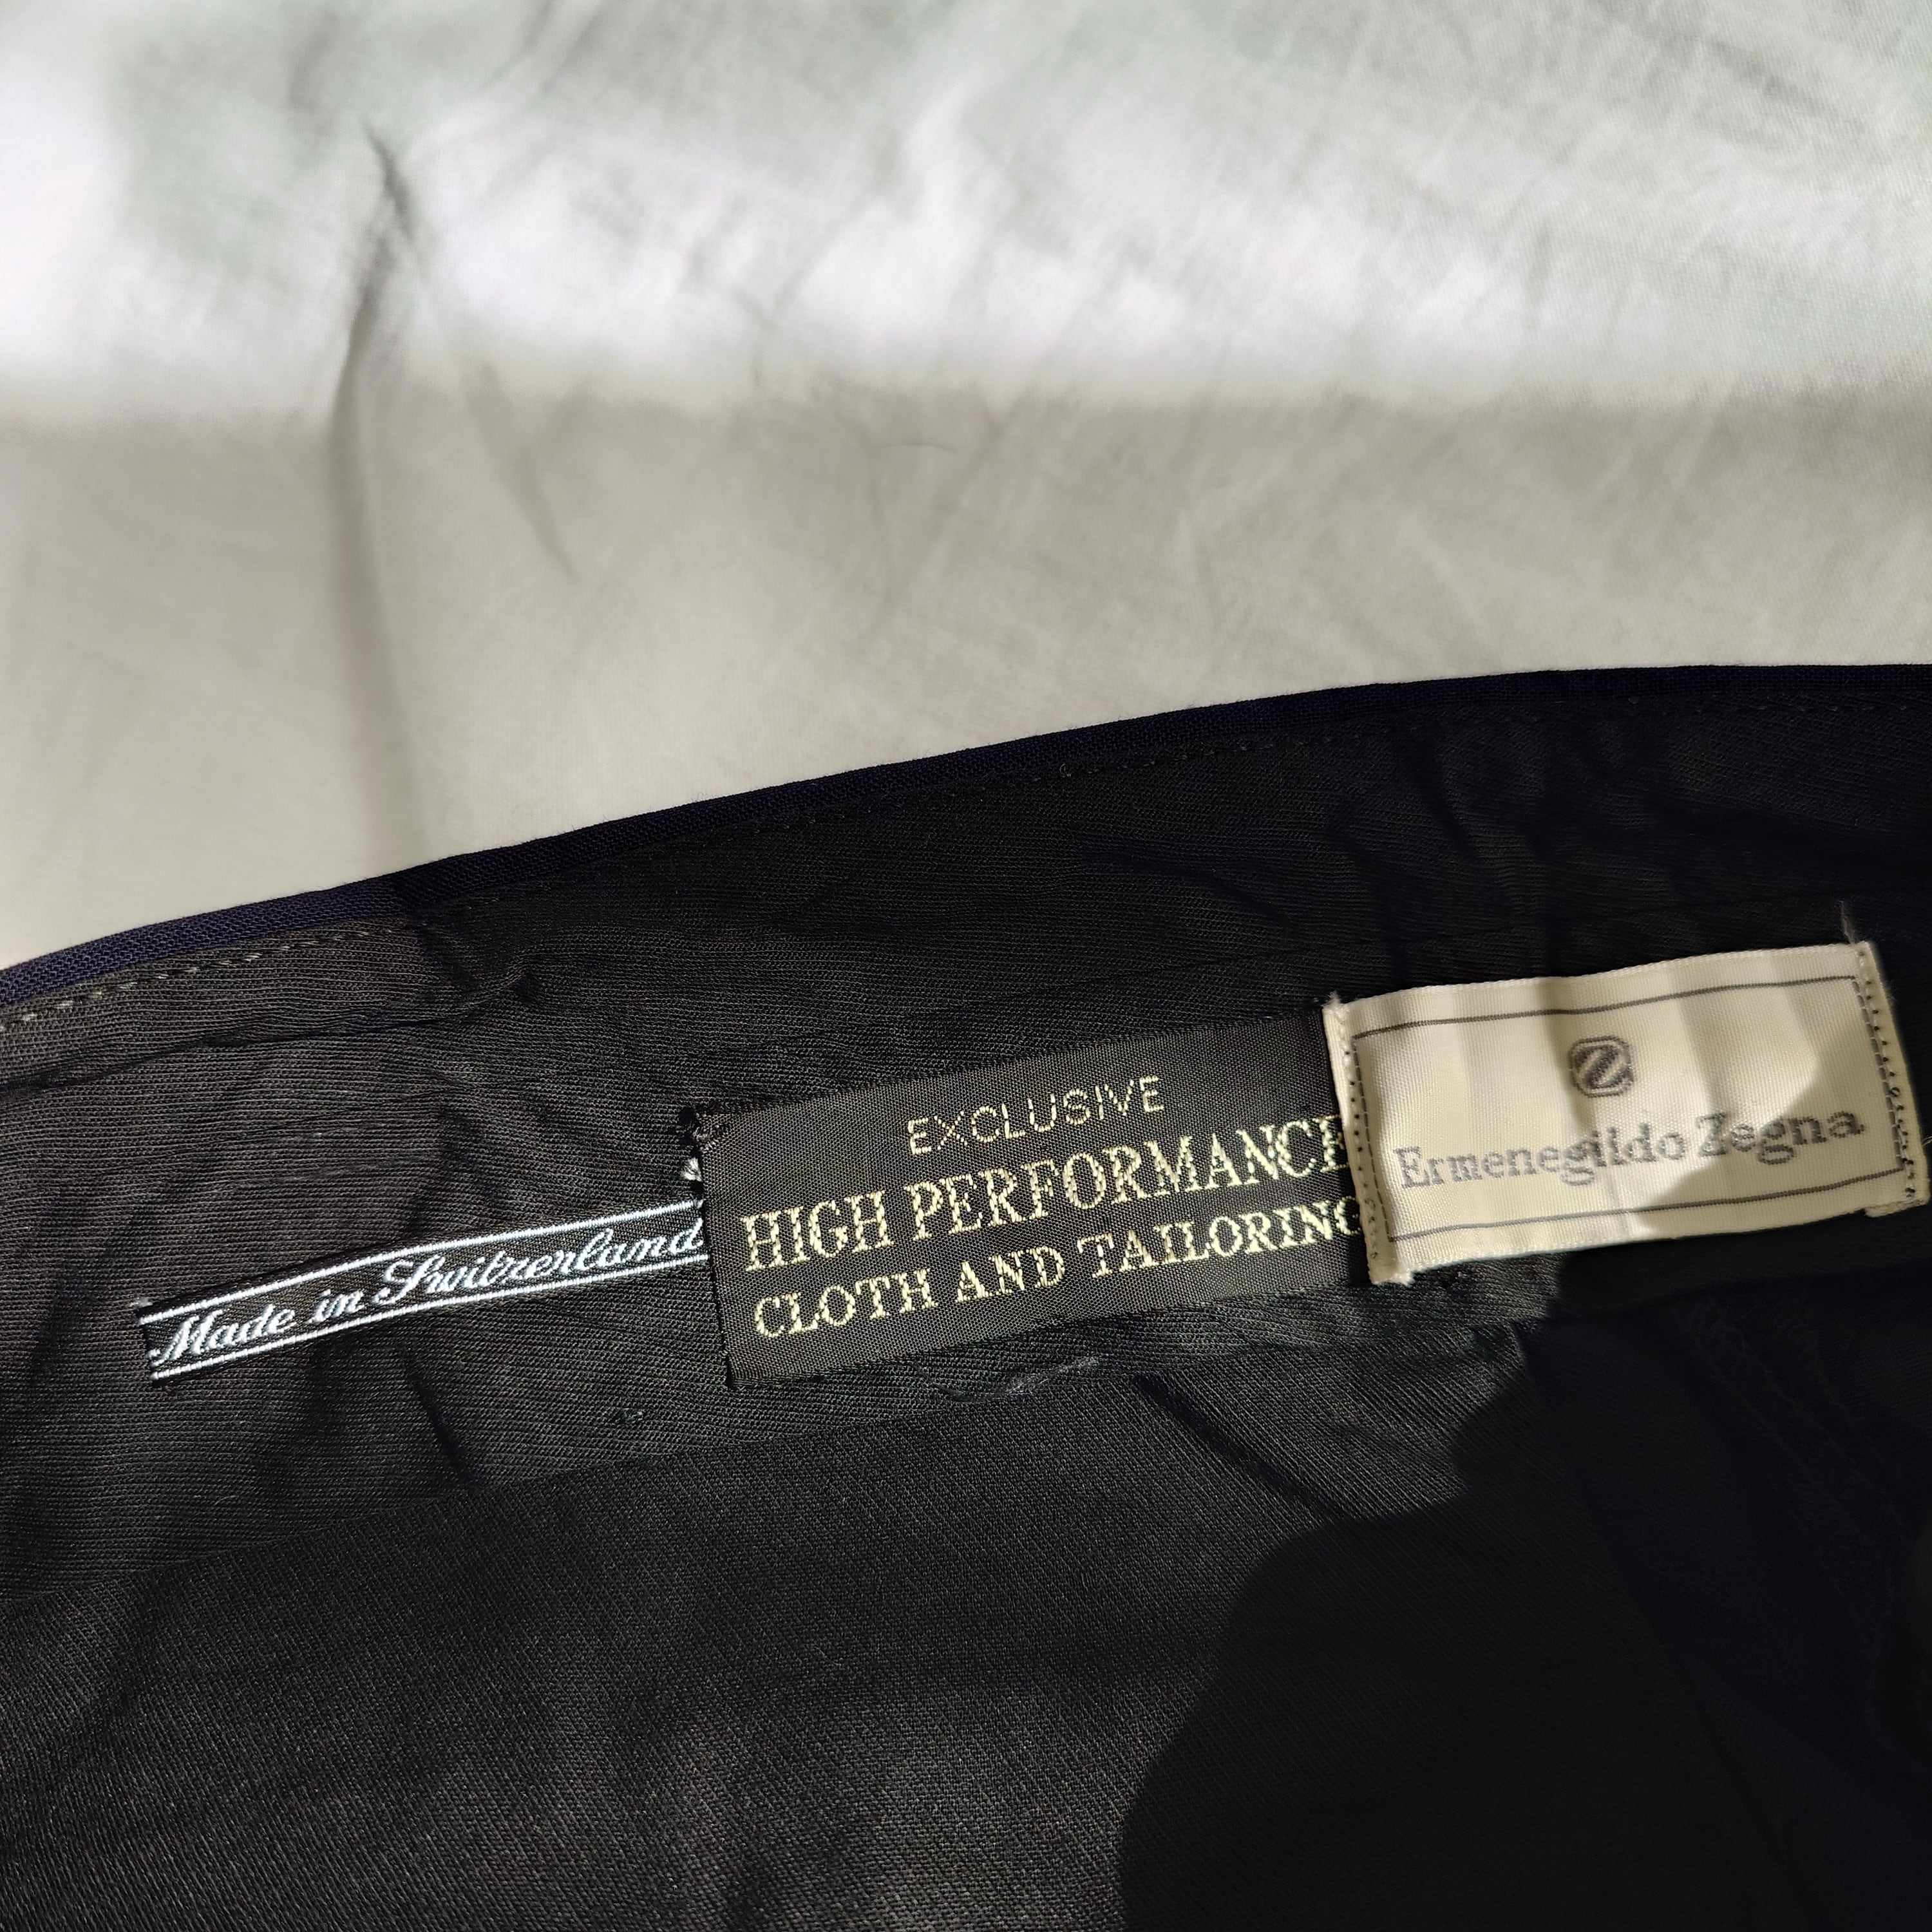 Made in Switzerland
EXCLUSIVE
HIGH PERFORMANCE
CLOTH AND TAILORING
Z
Ermenegildo Zegna